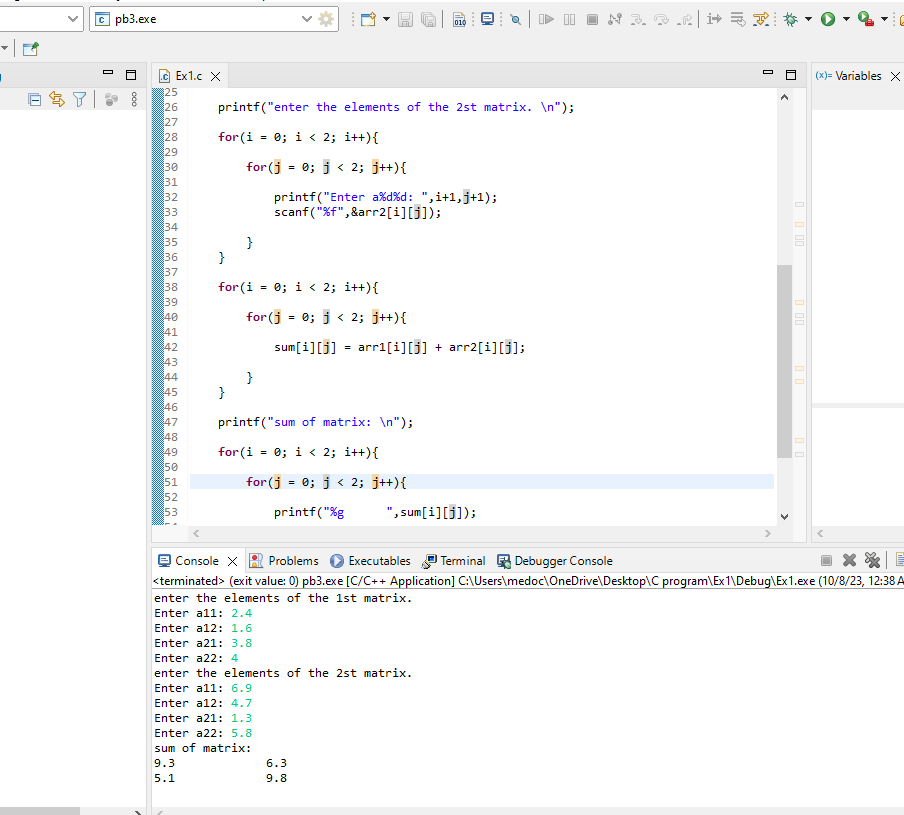 pb3.exe
010
Ex1.c
(x)= Variables
25
26 printf("enter the elements of the 2st matrix. \n");
27
28 for(i = 0; i < 2; i++){
29
30 for(j = 0; j < 2; j++){
31
32 printf("Enter a%d%d: ",i+1,j+1);
33 scanf("%f",&arr2[i][j]);
34
35 }
36 }
37
38 for(i = 0; i < 2; i++){
39
40 for(j = 0; j < 2; j++){
41
42 sum[i][j] = arr1[i][j] + arr2[i][j];
43
44 }
45 }
46
47 printf("sum of matrix: \n");
48
49 for(i = 0; i < 2; i++){
50
51 for(j = 0; j < 2; j++){
52
53 printf("%g      ",sum[i][j]);
Console Problems Executables Terminal Debugger Console
<terminated> (exit value: 0) pb3.exe [C/C++ Application] C:\Users\medoc\OneDrive\Desktop\C program\Ex1\Debug\Ex1.exe (10/8/23, 12:38 A
enter the elements of the 1st matrix.
Enter a11: 2.4
Enter a12: 1.6
Enter a21: 3.8
Enter a22: 4
enter the elements of the 2st matrix.
Enter a11: 6.9
Enter a12: 4.7
Enter a21: 1.3
Enter a22: 5.8
sum of matrix:
9.3 6.3
5.1 9.8